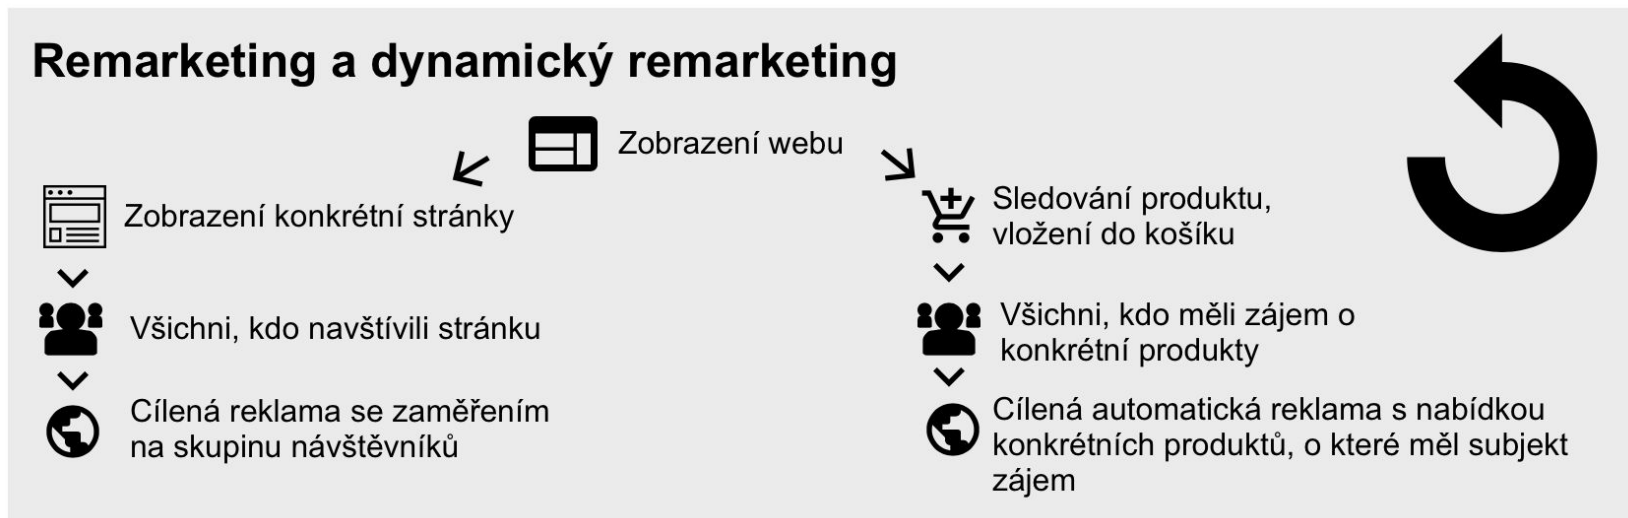 Remarketing a dynamický remarketing
Zobrazení webu
Zobrazení konkrétní stránky
Všichni, kdo navštívili stránku
Cílená reklama se zaměřením
na skupinu návštěvníků
Sledování produktu,
vložení do košíku
Všichni, kdo měli zájem o
konkrétní produkty
Cílená automatická reklama s nabídkou
konkrétních produktů, o které měl subjekt
zájem